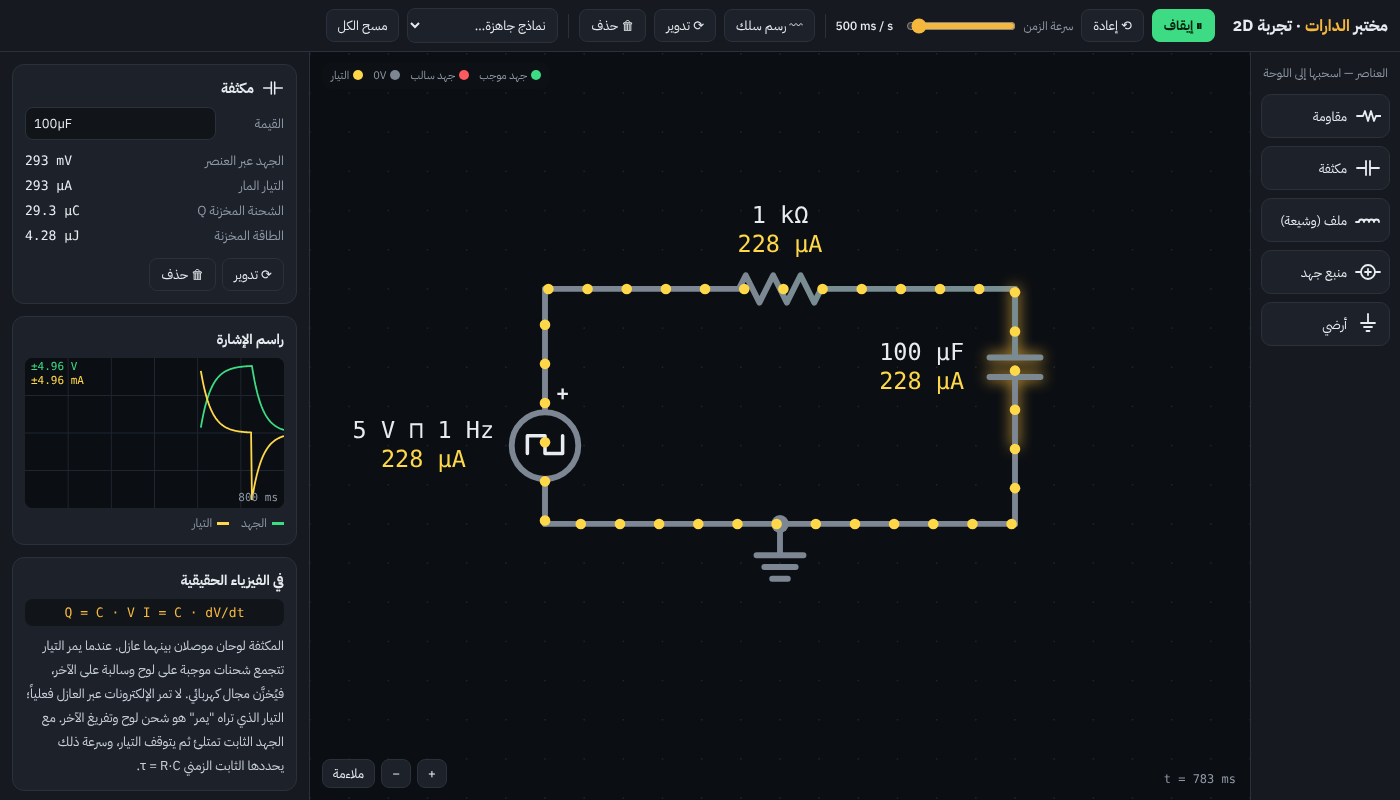 مختبر الدارات · تجربة 2D
⏸ إيقاف
⟲ إعادة
سرعة الزمن
500 ms / s
〰 رسم سلك
⟳ تدوير
🗑 حذف
نماذج جاهزة...
مسح الكل
العناصر — اسحبها إلى اللوحة
مقاومة
مكثفة
ملف (وشيعة)
منبع جهد
أرضي
جهد موجب
جهد سالب
0V
التيار
1 kΩ
228 µA
100 µF
228 µA
+
5 V ⊓ 1 Hz
228 µA
ملاءمة
−
+
t = 783 ms
مكثفة
القيمة
100µF
الجهد عبر العنصر
293 mV
التيار المار
293 µA
الشحنة المخزنة Q
29.3 µC
الطاقة المخزنة
4.28 µJ
⟳ تدوير
🗑 حذف
راسم الإشارة
±4.96 V
±4.96 mA
800 ms
الجهد
التيار
في الفيزياء الحقيقية
Q = C · V I = C · dV/dt
المكثفة لوحان موصلان بينهما عازل. عندما يمر التيار
تتجمع شحنات موجبة على لوح وسالبة على الآخر،
فيُخزَّن مجال كهربائي. لا تمر الإلكترونات عبر العازل فعلياً؛
التيار الذي تراه "يمر" هو شحن لوح وتفريغ الآخر. مع
الجهد الثابت تمتلئ ثم يتوقف التيار، وسرعة ذلك
يحددها الثابت الزمني τ = R·C.